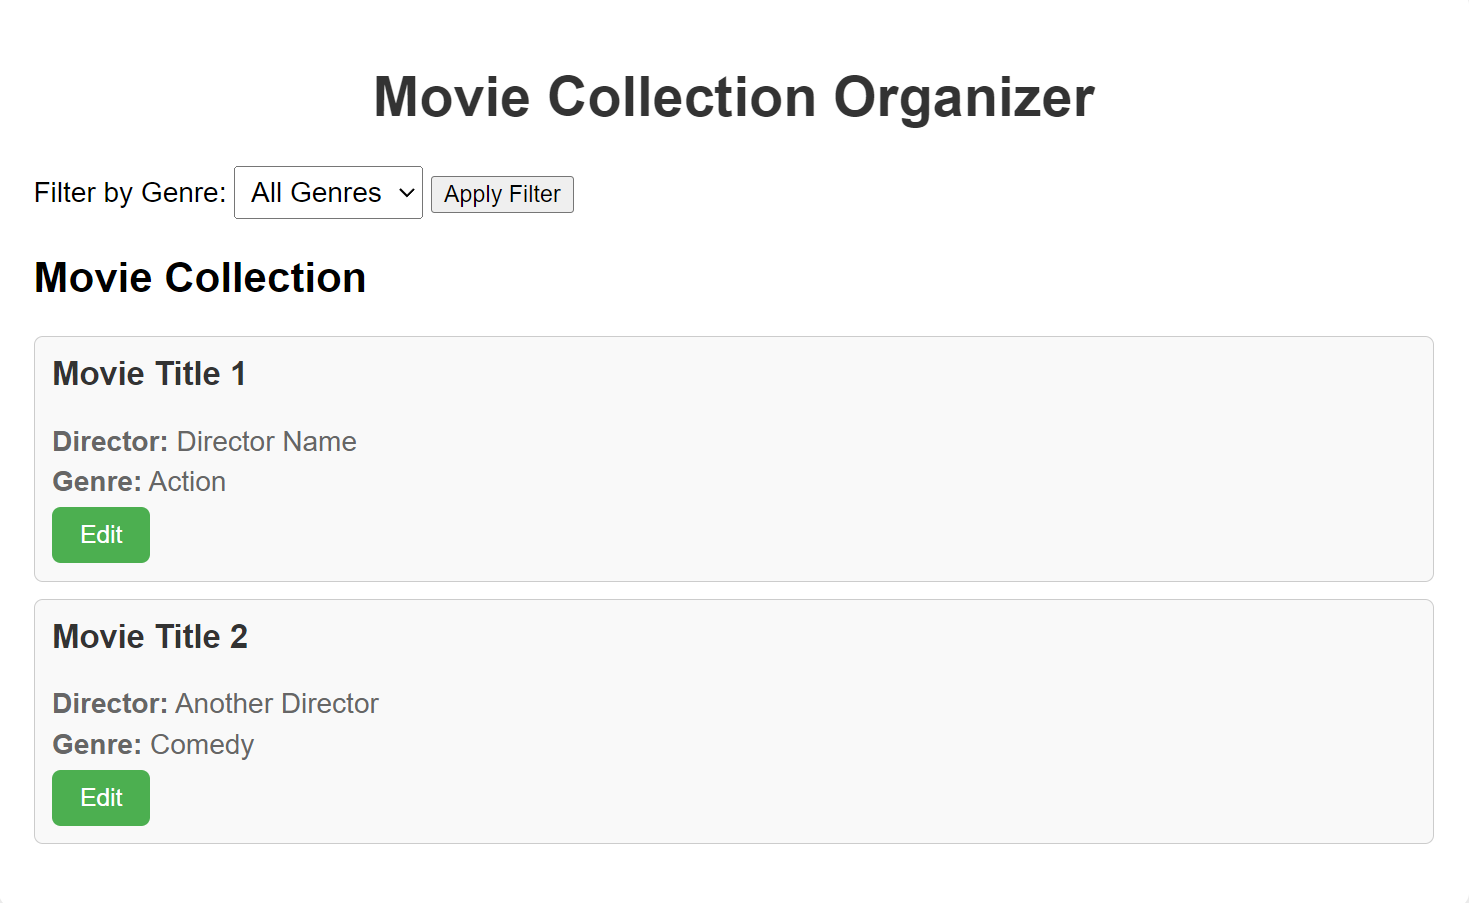 Movie Collection Organizer
Filter by Genre: All Genres Apply Filter
Movie Collection
Movie Title 1
Director: Director Name
Genre: Action
Edit
Movie Title 2
Director: Another Director
Genre: Comedy
Edit